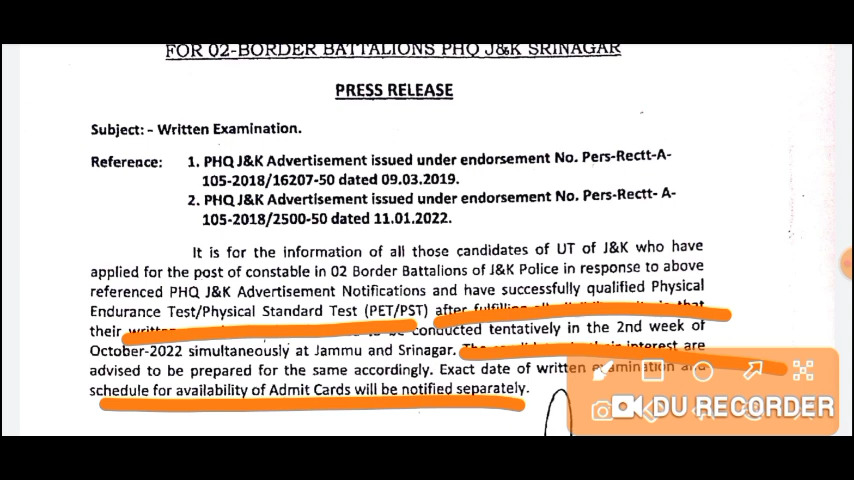 FOR 02-BORDER BATTALIONS PHQ J&K SRINAGAR
PRESS RELEASE
Subject: - Written Examination.
Reference: 1. PHQ J&K Advertisement issued under endorsement No. Pers-Rectt-A-
105-2018/16207-50 dated 09.03.2019.
2. PHQ J&K Advertisement issued under endorsement No. Pers-Rectt- A-
105-2018/2500-50 dated 11.01.2022.
It is for the information of all those candidates of UT of J&K who have
applied for the post of constable in 02 Border Battalions of J&K Police in response to above
referenced PHQ J&K Advertisement Notifications and have successfully qualified Physical
Endurance Test/Physical Standard Test (PET/PST) after fulfilling that
their written conducted tentatively in the 2nd week of
October-2022 simultaneously at Jammu and Srinagar. The interest are
advised to be prepared for the same accordingly. Exact date of written examination and
schedule for availability of Admit Cards will be notified separately.
DU RECORDER